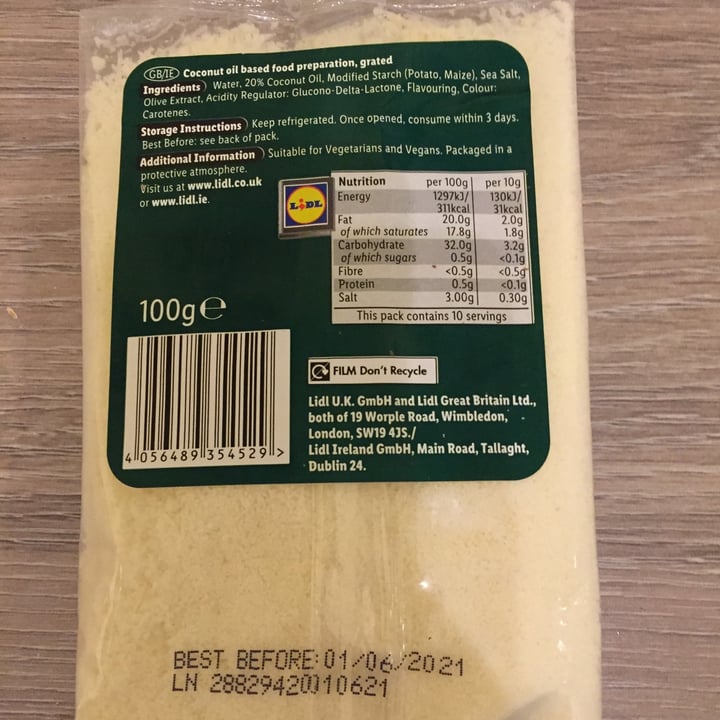 GB/IE Coconut oil based food preparation, grated
Ingredients Water, 20% Coconut Oil, Modified Starch (Potato, Maize), Sea Salt,
Olive Extract, Acidity Regulator: Glucono-Delta-Lactone, Flavouring, Colour:
Carotenes.
Storage Instructions Keep refrigerated. Once opened, consume within 3 days.
Best Before: see back of pack.
Additional Information Suitable for Vegetarians and Vegans. Packaged in a
protective atmosphere.
Visit us at www.lidl.co.uk
or www.lidl.ie.
LIDL
Nutrition per 100g per 10g
Energy 1297kJ/ 130kJ/
311kcal 31kcal
Fat 20.0g 2.0g
of which saturates 17.8g 1.8g
Carbohydrate 32.0g 3.2g
of which sugars 0.5g <0.1g
Fibre <0.5g <0.5g
Protein 0.5g <0.1g
Salt 3.00g 0.30g
This pack contains 10 servings
100g e
4 056489 354529 >
FILM Don't Recycle
Lidl U.K. GmbH and Lidl Great Britain Ltd.,
both of 19 Worple Road, Wimbledon,
London, SW19 4JS./
Lidl Ireland GmbH, Main Road, Tallaght,
Dublin 24.
BEST BEFORE: 01/06/2021
LN 28829420010621